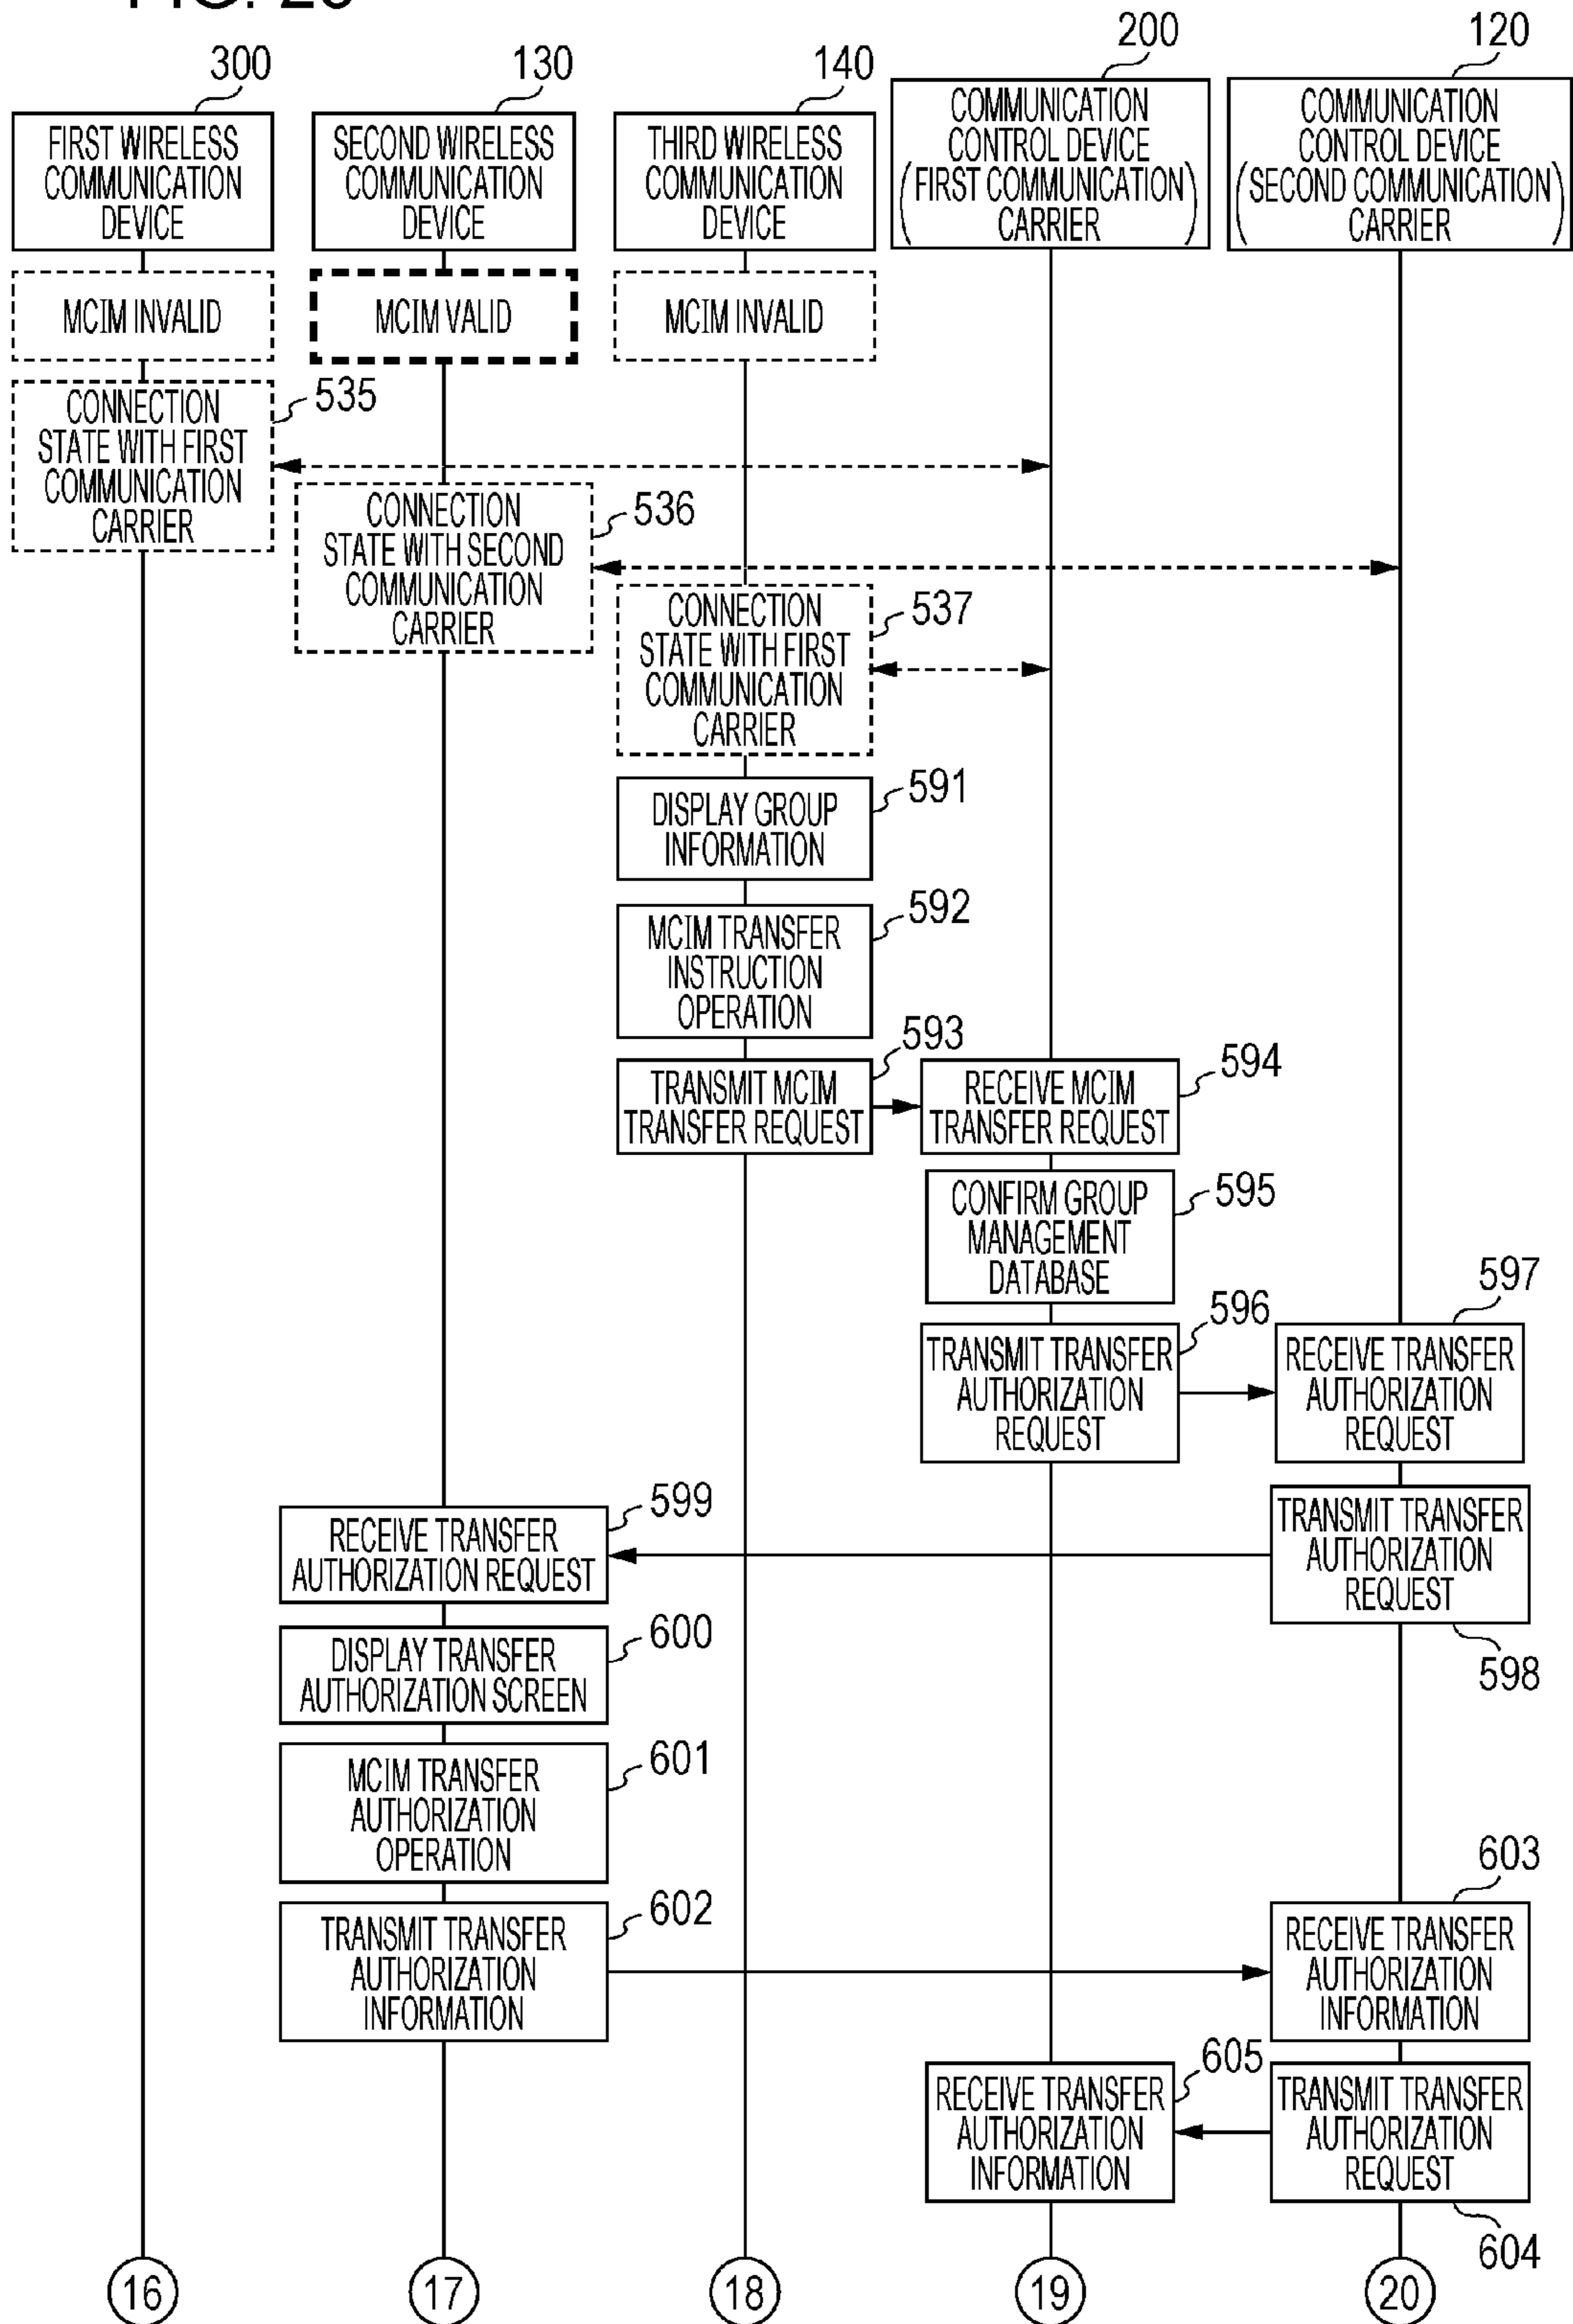 300
130
140
200
120
FIRST WIRELESS
COMMUNICATION
DEVICE
SECOND WIRELESS
COMMUNICATION
DEVICE
THIRD WIRELESS
COMMUNICATION
DEVICE
COMMUNICATION
CONTROL DEVICE
(FIRST COMMUNICATION)
CARRIER
COMMUNICATION
CONTROL DEVICE
(SECOND COMMUNICATION)
CARRIER
MCIM INVALID
MCIM VALID
MCIM INVALID
CONNECTION
STATE WITH FIRST
COMMUNICATION
CARRIER
535
CONNECTION
STATE WITH SECOND
COMMUNICATION
CARRIER
536
CONNECTION
STATE WITH FIRST
COMMUNICATION
CARRIER
537
DISPLAY GROUP
INFORMATION
591
MCIM TRANSFER
INSTRUCTION
OPERATION
592
TRANSMIT MCIM
TRANSFER REQUEST
593
RECEIVE MCIM
TRANSFER REQUEST
594
CONFIRM GROUP
MANAGEMENT
DATABASE
595
TRANSMIT TRANSFER
AUTHORIZATION
REQUEST
596
RECEIVE TRANSFER
AUTHORIZATION
REQUEST
597
TRANSMIT TRANSFER
AUTHORIZATION
REQUEST
598
RECEIVE TRANSFER
AUTHORIZATION REQUEST
599
DISPLAY TRANSFER
AUTHORIZATION SCREEN
600
MCIM TRANSFER
AUTHORIZATION
OPERATION
601
TRANSMIT TRANSFER
AUTHORIZATION
INFORMATION
602
RECEIVE TRANSFER
AUTHORIZATION
INFORMATION
603
TRANSMIT TRANSFER
AUTHORIZATION
REQUEST
604
RECEIVE TRANSFER
AUTHORIZATION
INFORMATION
605
16
17
18
19
20